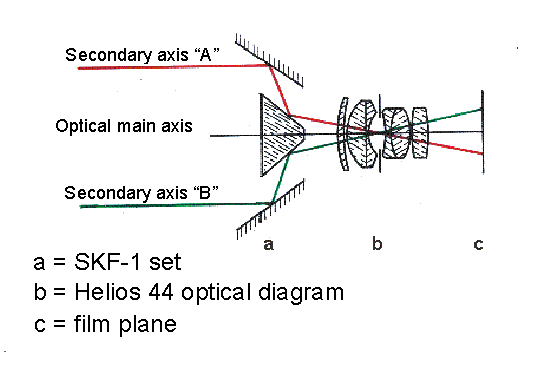 Secondary axis “A”
Optical main axis
Secondary axis “B”
a b c
a = SKF-1 set
b = Helios 44 optical diagram
c = film plane